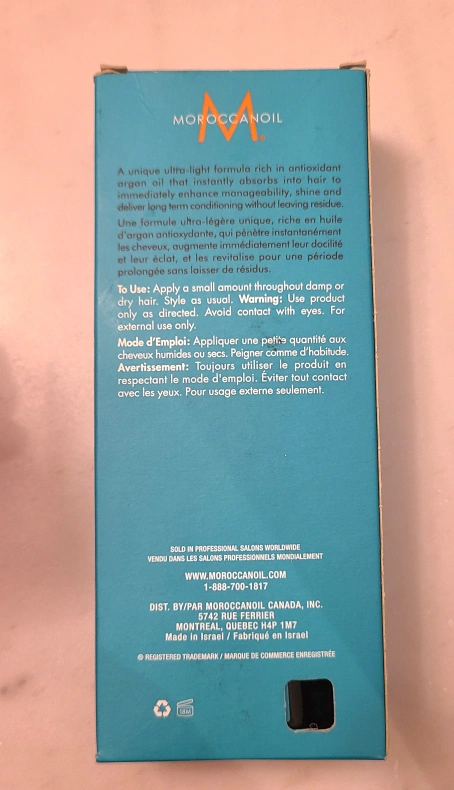 MOROCCANOIL
A unique ultra-light formula rich in antioxidant
argan oil that instantly absorbs into hair to
immediately enhance manageability, shine and
deliver long term conditioning without leaving residue.
Une formule ultra-légère unique, riche en huile
d'argan antioxydante, qui pénètre instantanément
les cheveux, augmente immédiatement leur docilité
et leur éclat, et les revitalise pour une période
prolongée sans laisser de résidus.
To Use: Apply a small amount throughout damp or
dry hair. Style as usual. Warning: Use product
only as directed. Avoid contact with eyes. For
external use only.
Mode d'Emploi: Appliquer une petite quantité aux
cheveux humides ou secs. Peigner comme d'habitude.
Avertissement: Toujours utiliser le produit en
respectant le mode d'emploi. Éviter tout contact
avec les yeux. Pour usage externe seulement.
SOLD IN PROFESSIONAL SALONS WORLDWIDE
VENDU DANS LES SALONS PROFESSIONNELS MONDIALEMENT
WWW.MOROCCANOIL.COM
1-888-700-1817
DIST. BY/PAR MOROCCANOIL CANADA, INC.
5742 RUE FERRIER
MONTREAL, QUEBEC H4P 1M7
Made in Israel / Fabriqué en Israel
® REGISTERED TRADEMARK / MARQUE DE COMMERCE ENREGISTRÉE
18M